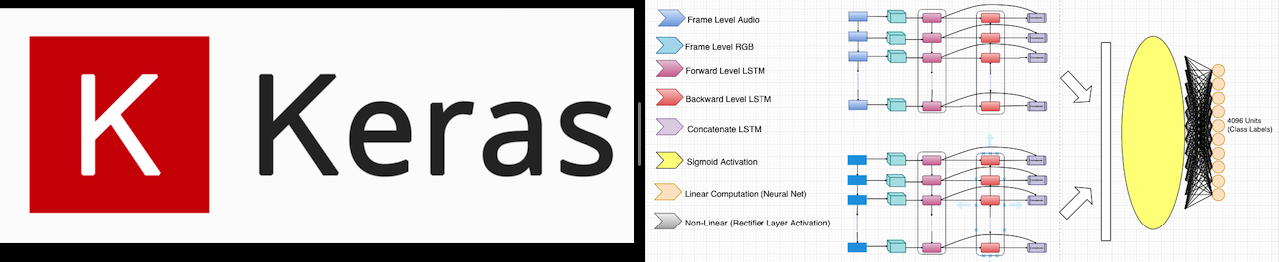 K Keras
Frame Level Audio
Frame Level RGB
Forward Level LSTM
Backward Level LSTM
Concatenate LSTM
Sigmoid Activation
Linear Computation (Neural Net)
Non-Linear (Rectifier Layer Activation)
4096 Units
(Class Labels)